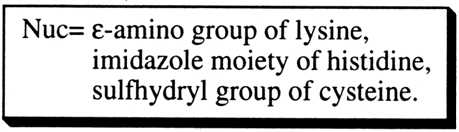 Nuc= ε-amino group of lysine,
imidazole moiety of histidine,
sulfhydryl group of cysteine.